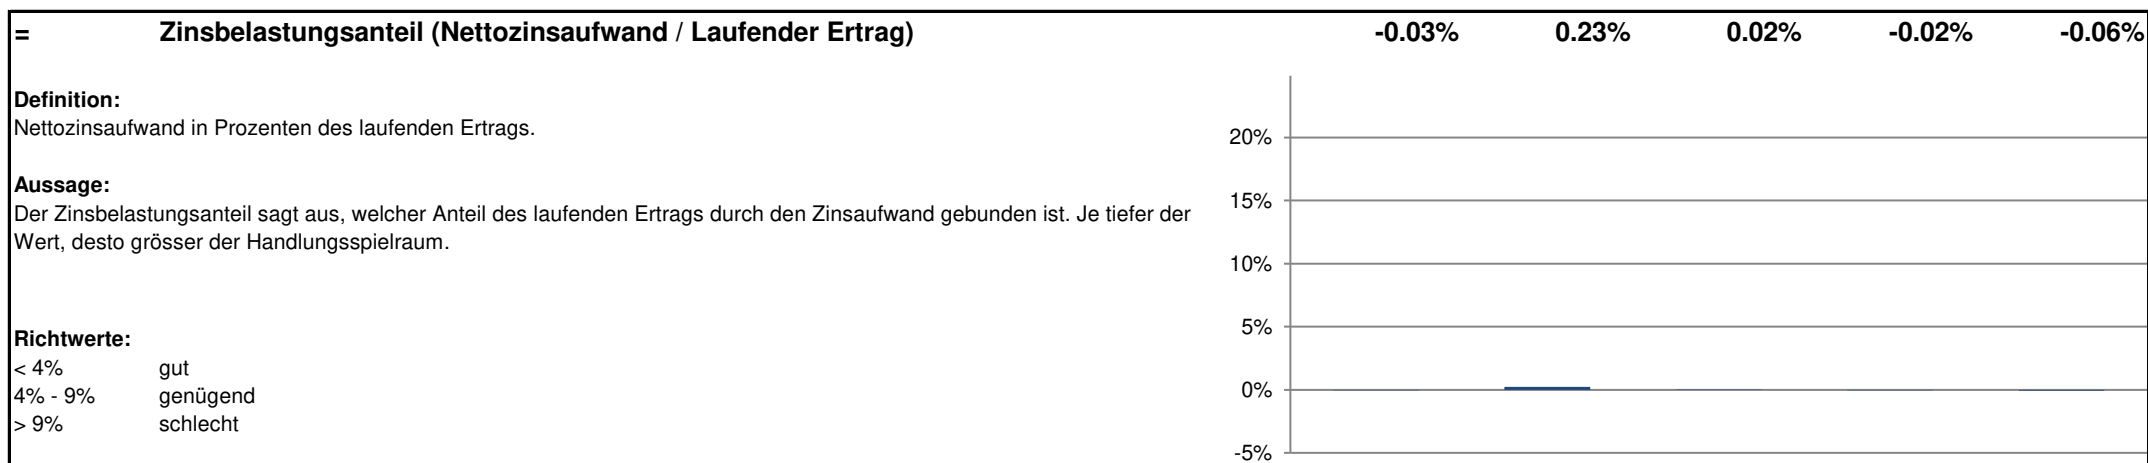 = Zinsbelastungsanteil (Nettozinsaufwand / Laufender Ertrag) -0.03% 0.23% 0.02% -0.02% -0.06%
Definition:
Nettozinsaufwand in Prozenten des laufenden Ertrags.
Aussage:
Der Zinsbelastungsanteil sagt aus, welcher Anteil des laufenden Ertrags durch den Zinsaufwand gebunden ist. Je tiefer der
Wert, desto grösser der Handlungsspielraum.
Richtwerte:
< 4% gut
4% - 9% genügend
> 9% schlecht
20%
15%
10%
5%
0%
-5%